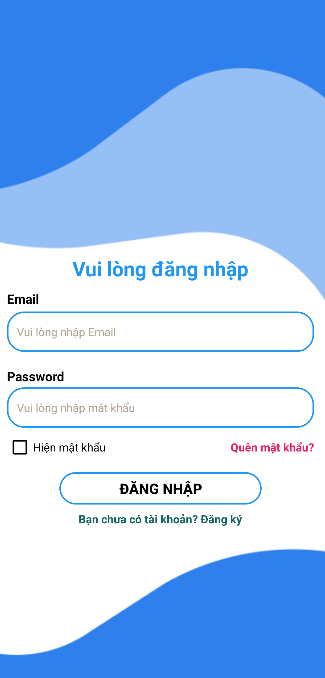 Vui lòng đăng nhập
Email
Vui lòng nhập Email
Password
Vui lòng nhập mât khẩu
Hiện mật khẩu
Quên mật khẩu?
ĐĂNG NHẬP
Bạn chưa có tài khoản? Đăng ký